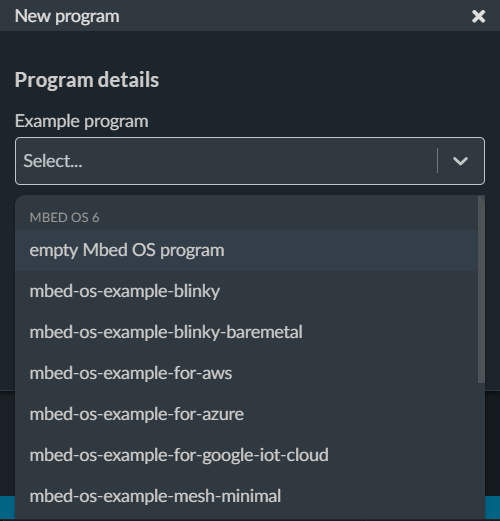 New program
Program details
Example program
Select...
MBED OS 6
empty Mbed OS program
mbed-os-example-blinky
mbed-os-example-blinky-baremetal
mbed-os-example-for-aws
mbed-os-example-for-azure
mbed-os-example-for-google-iot-cloud
mbed-os-example-mesh-minimal